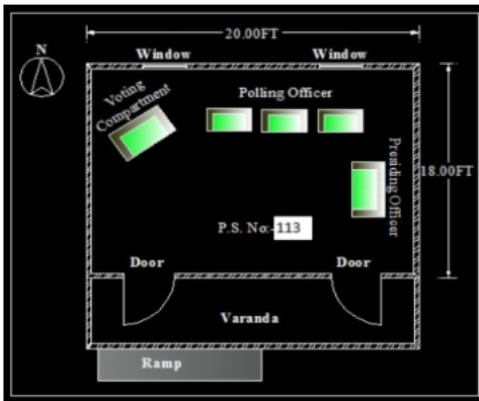 20.00FT
N
Window
Window
Voting
Compartment
Polling Officer
Presiding Officer
18.00FT
P.S. No:-113
Door
Door
Varanda
Ramp